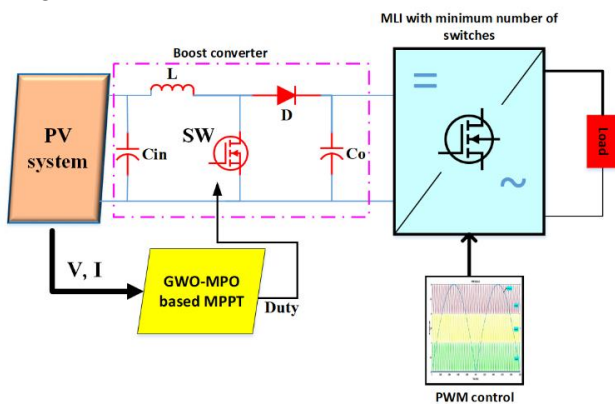 MLI with minimum number of
switches
Boost converter
L
D
SW
Cin
Co
PV
system
=
~
Load
V, I
GWO-MPO
based MPPT
Duty
PWM control